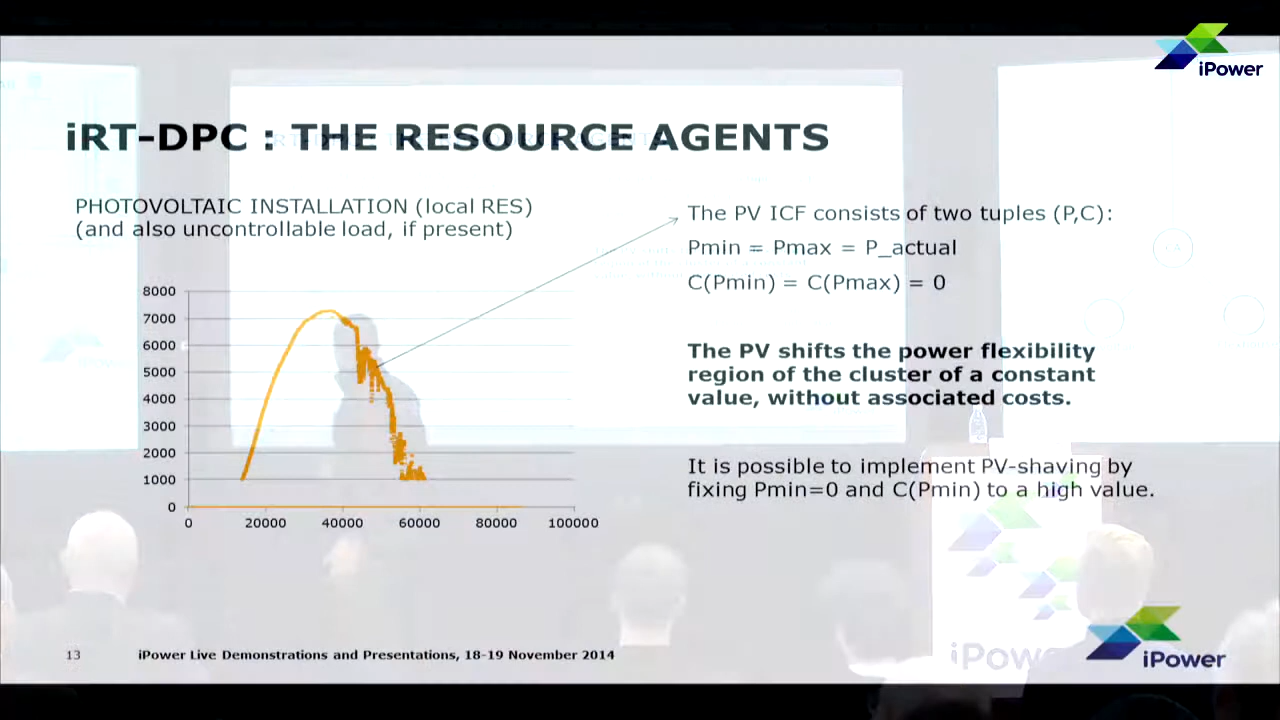 iPower
iRT-DPC : THE RESOURCE AGENTS
PHOTOVOLTAIC INSTALLATION (local RES)
(and also uncontrollable load, if present)
The PV ICF consists of two tuples (P,C):
Pmin = Pmax = P_actual
C(Pmin) = C(Pmax) = 0
8000
7000
6000
5000
4000
3000
2000
1000
0
0 20000 40000 60000 80000 100000
The PV shifts the power flexibility
region of the cluster of a constant
value, without associated costs.
It is possible to implement PV-shaving by
fixing Pmin=0 and C(Pmin) to a high value.
13
iPower Live Demonstrations and Presentations, 18-19 November 2014
iPower
iPower